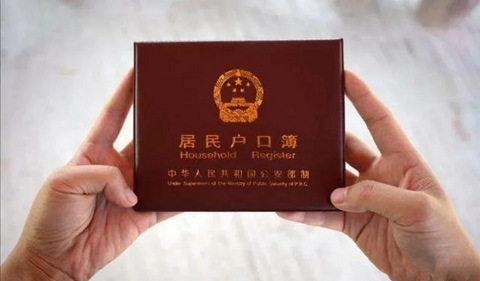 居民户口簿
Household Register
中华人民共和国公安部制
Under Supervision of the Ministry of Public Security of P.R.C.